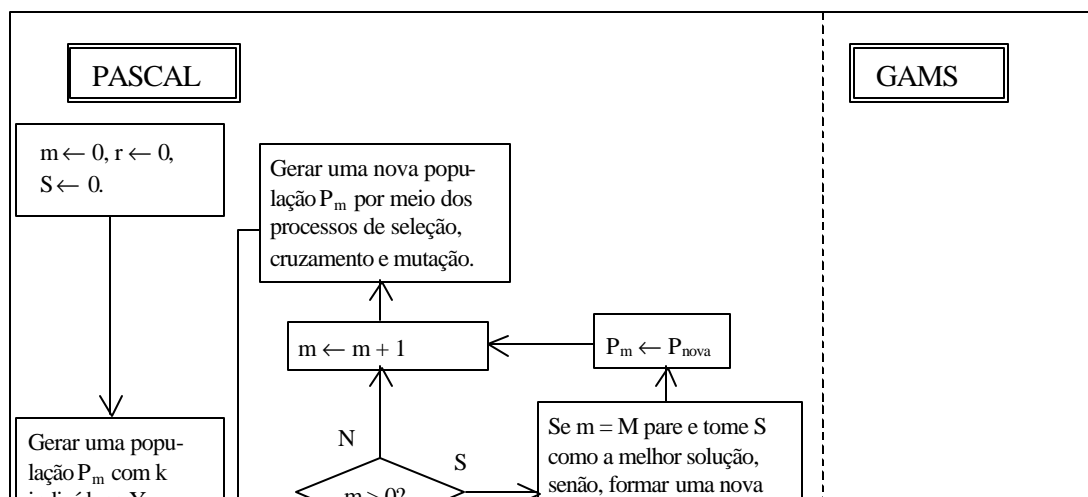 PASCAL
GAMS
m ← 0, r ← 0,
S ← 0.
Gerar uma nova popu-
lação Pm por meio dos
processos de seleção,
cruzamento e mutação.
m ← m + 1
Pm ← Pnova
N
S
Gerar uma popu-
lação Pm com k
Se m = M pare e tome S
como a melhor solução,
senão, formar uma nova